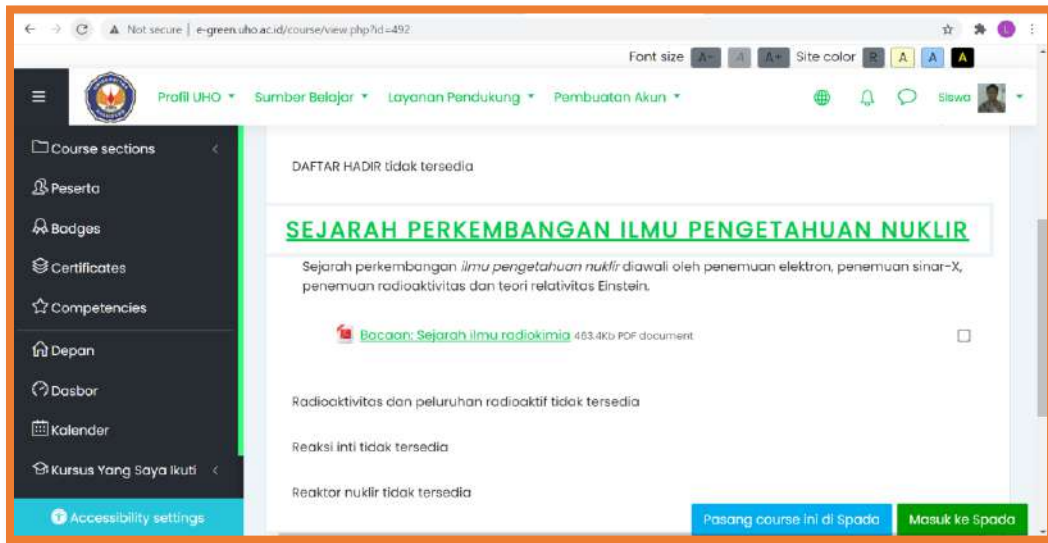 Not secure | e-green.uho.ac.id/course/view.php?id=492
Font size A- A A+ Site color R A A A
Profil UHO Sumber Belajar Layanan Pendukung Pembuatan Akun Siswa
Course sections
Peserta
Badges
Certificates
Competencies
Depan
Dasbor
Kalender
Kursus Yang Saya Ikuti
Accessibility settings
DAFTAR HADIR tidak tersedia
SEJARAH PERKEMBANGAN ILMU PENGETAHUAN NUKLIR
Sejarah perkembangan ilmu pengetahuan nuklir diawali oleh penemuan elektron, penemuan sinar-X,
penemuan radioaktivitas dan teori relativitas Einstein.
Bacaan: Sejarah ilmu radiokimia 463.4Kb PDF document
Radioaktivitas dan peluruhan radioaktif tidak tersedia
Reaksi inti tidak tersedia
Reaktor nuklir tidak tersedia
Pasang course ini di Spada Masuk ke Spada